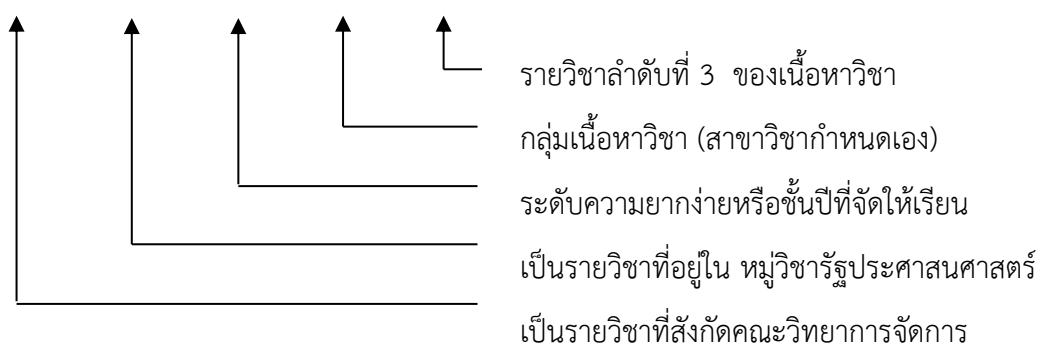 รายวิชาลำดับที่ 3 ของเนื้อหาวิชา
กลุ่มเนื้อหาวิชา (สาขาวิชากำหนดเอง)
ระดับความยากง่ายหรือชั้นปีที่จัดให้เรียน
เป็นรายวิชาที่อยู่ใน หมู่วิชารัฐประศาสนศาสตร์
เป็นรายวิชาที่สังกัดคณะวิทยาการจัดการ